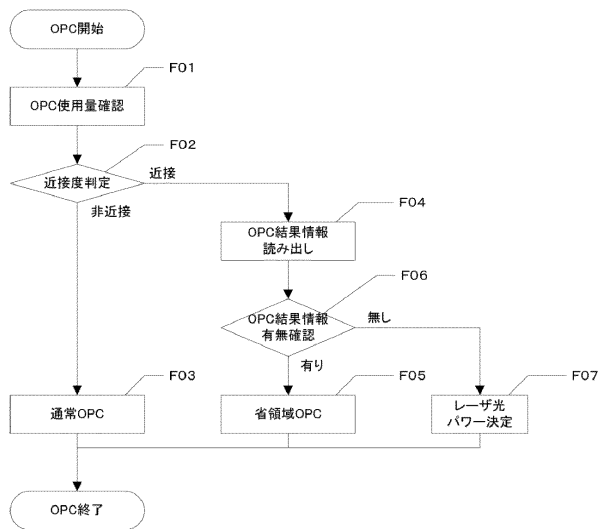 OPC開始
F01
OPC使用量確認
F02
近接度判定
近接
非近接
F04
OPC結果情報
読み出し
F06
OPC結果情報
有無確認
無し
有り
F03
通常OPC
F05
省領域OPC
F07
レーザ光
パワー決定
OPC終了